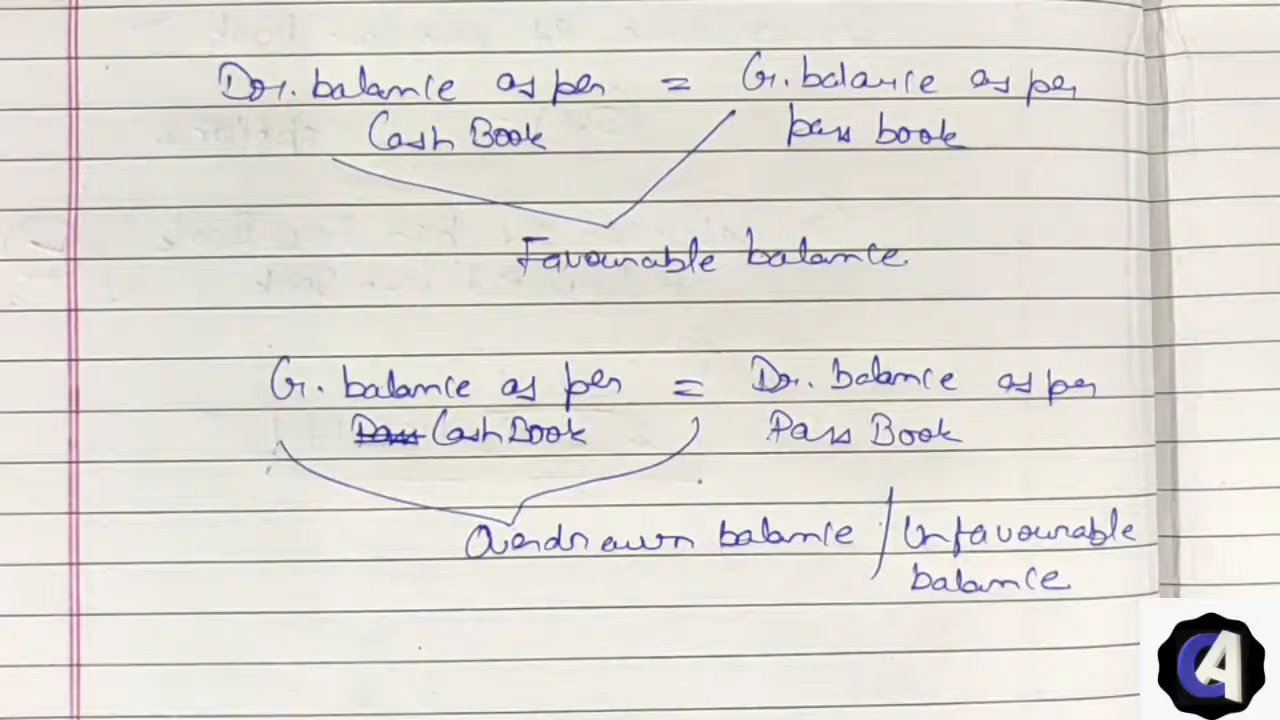 Dr. balance as per = Cr. balance as per
Cash Book pass book
Favourable balance
Cr. balance as per = Dr. balance as per
Pass Cash Book Pass Book
Overdrawn balance / Unfavourable
balance
CA